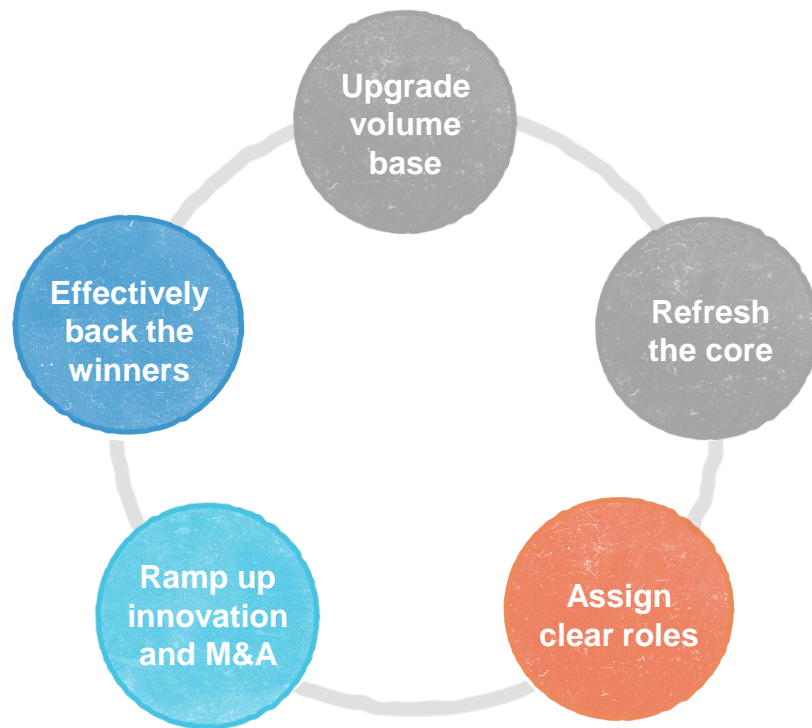 Upgrade
volume
base
Refresh
the core
Assign
clear roles
Ramp up
innovation
and M&A
Effectively
back the
winners